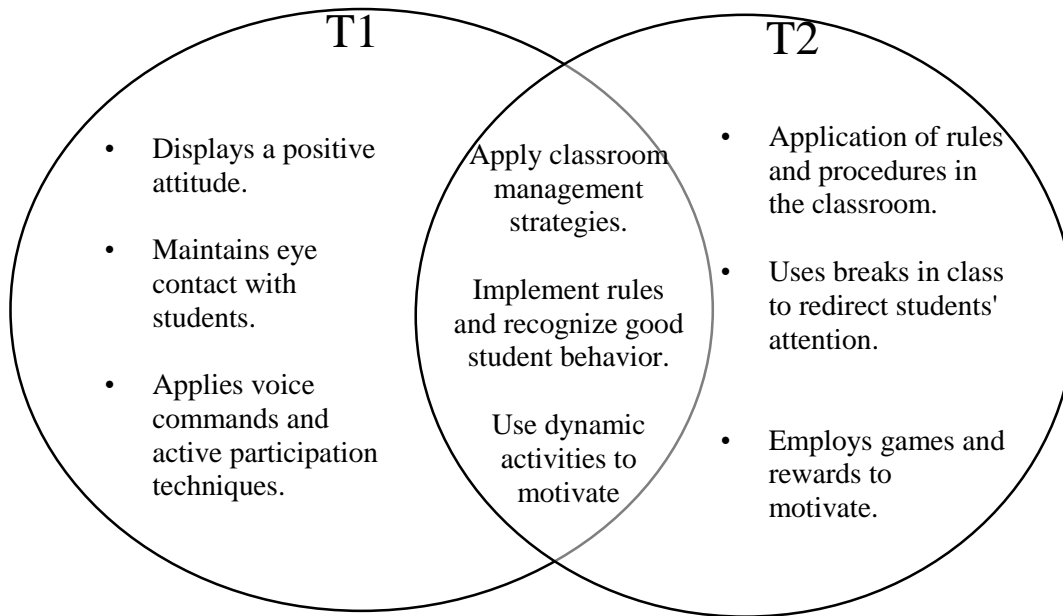 T1
• Displays a positive
attitude.
• Maintains eye
contact with
students.
• Applies voice
commands and
active participation
techniques.
Apply classroom
management
strategies.
Implement rules
and recognize good
student behavior.
Use dynamic
activities to
motivate
T2
• Application of rules
and procedures in
the classroom.
• Uses breaks in class
to redirect students'
attention.
• Employs games and
rewards to
motivate.